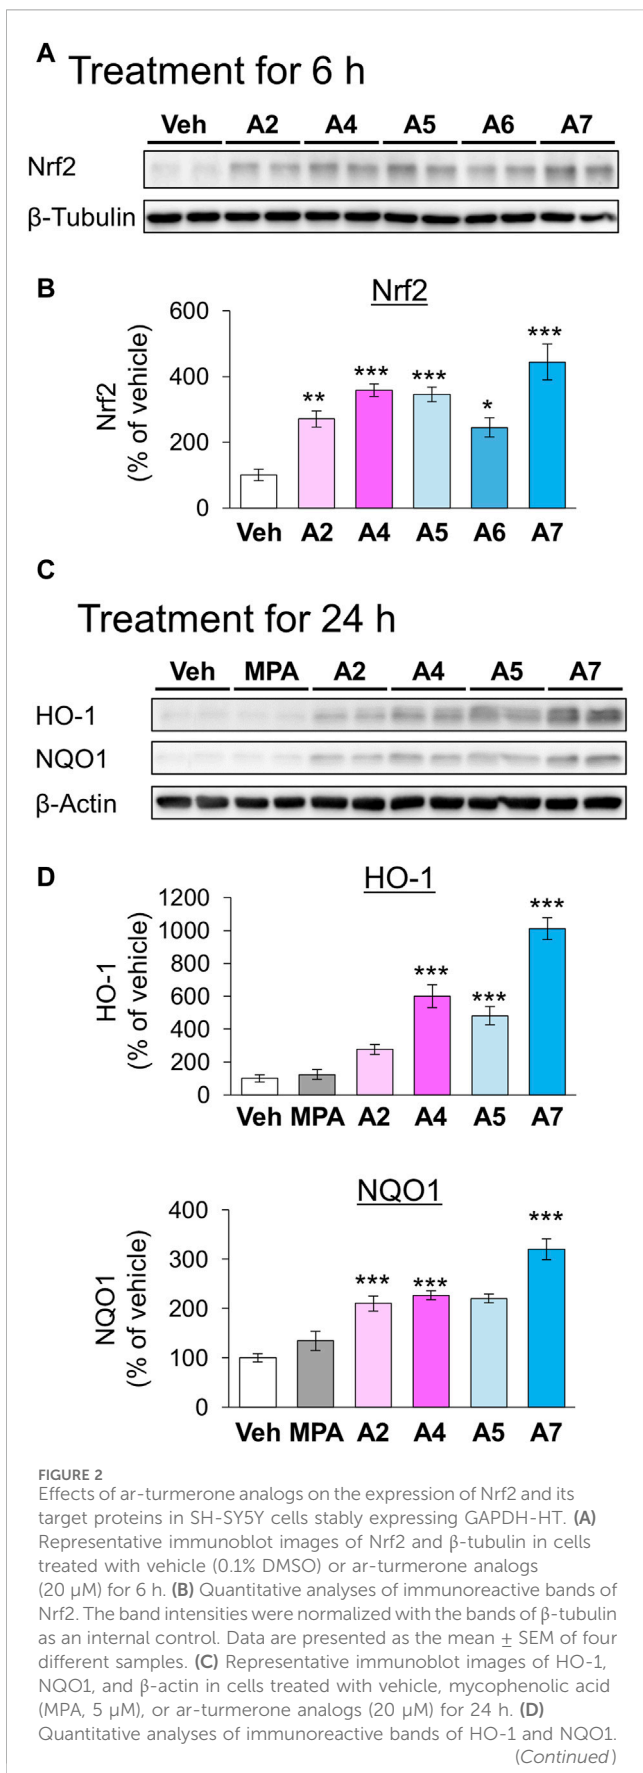 A Treatment for 6 h
Veh A2 A4 A5 A6 A7
Nrf2
β-Tubulin
B
Nrf2
Nrf2
(% of vehicle)
600
400
200
0
** *** *** * ***
Veh A2 A4 A5 A6 A7
C
Treatment for 24 h
Veh MPA A2 A4 A5 A7
HO-1
NQO1
β-Actin
D
HO-1
HO-1
(% of vehicle)
1200
1000
800
600
400
200
0
*** *** ***
Veh MPA A2 A4 A5 A7
NQO1
NQO1
(% of vehicle)
400
300
200
100
0
*** *** ***
Veh MPA A2 A4 A5 A7
FIGURE 2
Effects of ar-turmerone analogs on the expression of Nrf2 and its
target proteins in SH-SY5Y cells stably expressing GAPDH-HT. (A)
Representative immunoblot images of Nrf2 and β-tubulin in cells
treated with vehicle (0.1% DMSO) or ar-turmerone analogs
(20 μM) for 6 h. (B) Quantitative analyses of immunoreactive bands of
Nrf2. The band intensities were normalized with the bands of β-tubulin
as an internal control. Data are presented as the mean ± SEM of four
different samples. (C) Representative immunoblot images of HO-1,
NQO1, and β-actin in cells treated with vehicle, mycophenolic acid
(MPA, 5 μM), or ar-turmerone analogs (20 μM) for 24 h. (D)
Quantitative analyses of immunoreactive bands of HO-1 and NQO1.
(Continued)